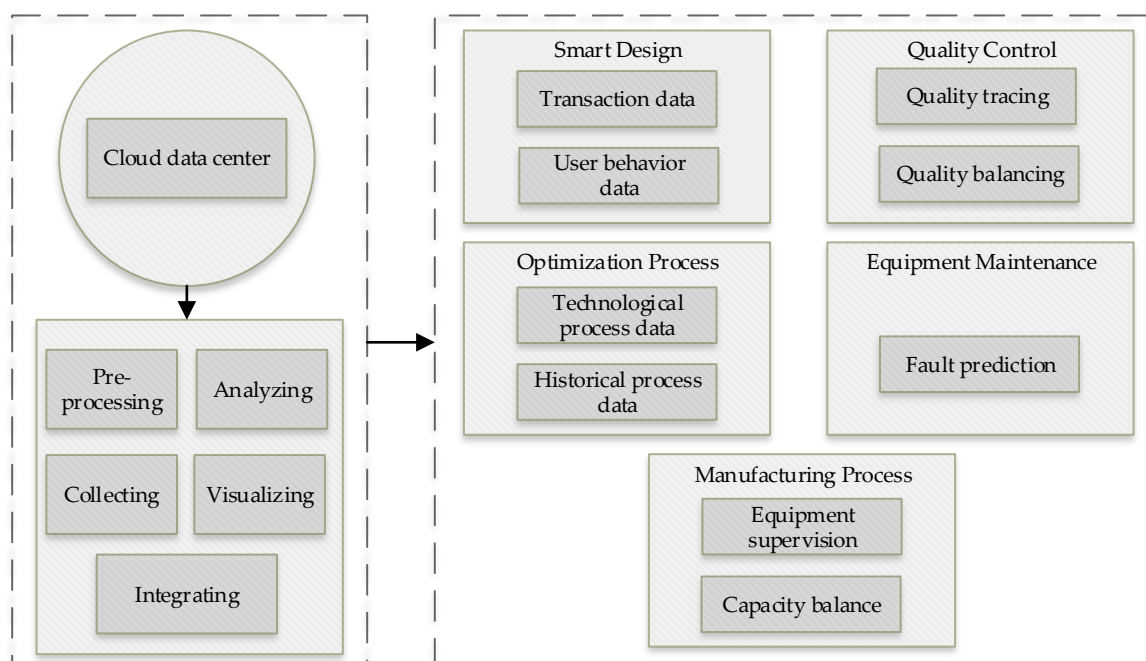 Cloud data center
Pre-
processing
Analyzing
Collecting
Visualizing
Integrating
Smart Design
Transaction data
User behavior
data
Quality Control
Quality tracing
Quality balancing
Optimization Process
Technological
process data
Historical process
data
Equipment Maintenance
Fault prediction
Manufacturing Process
Equipment
supervision
Capacity balance